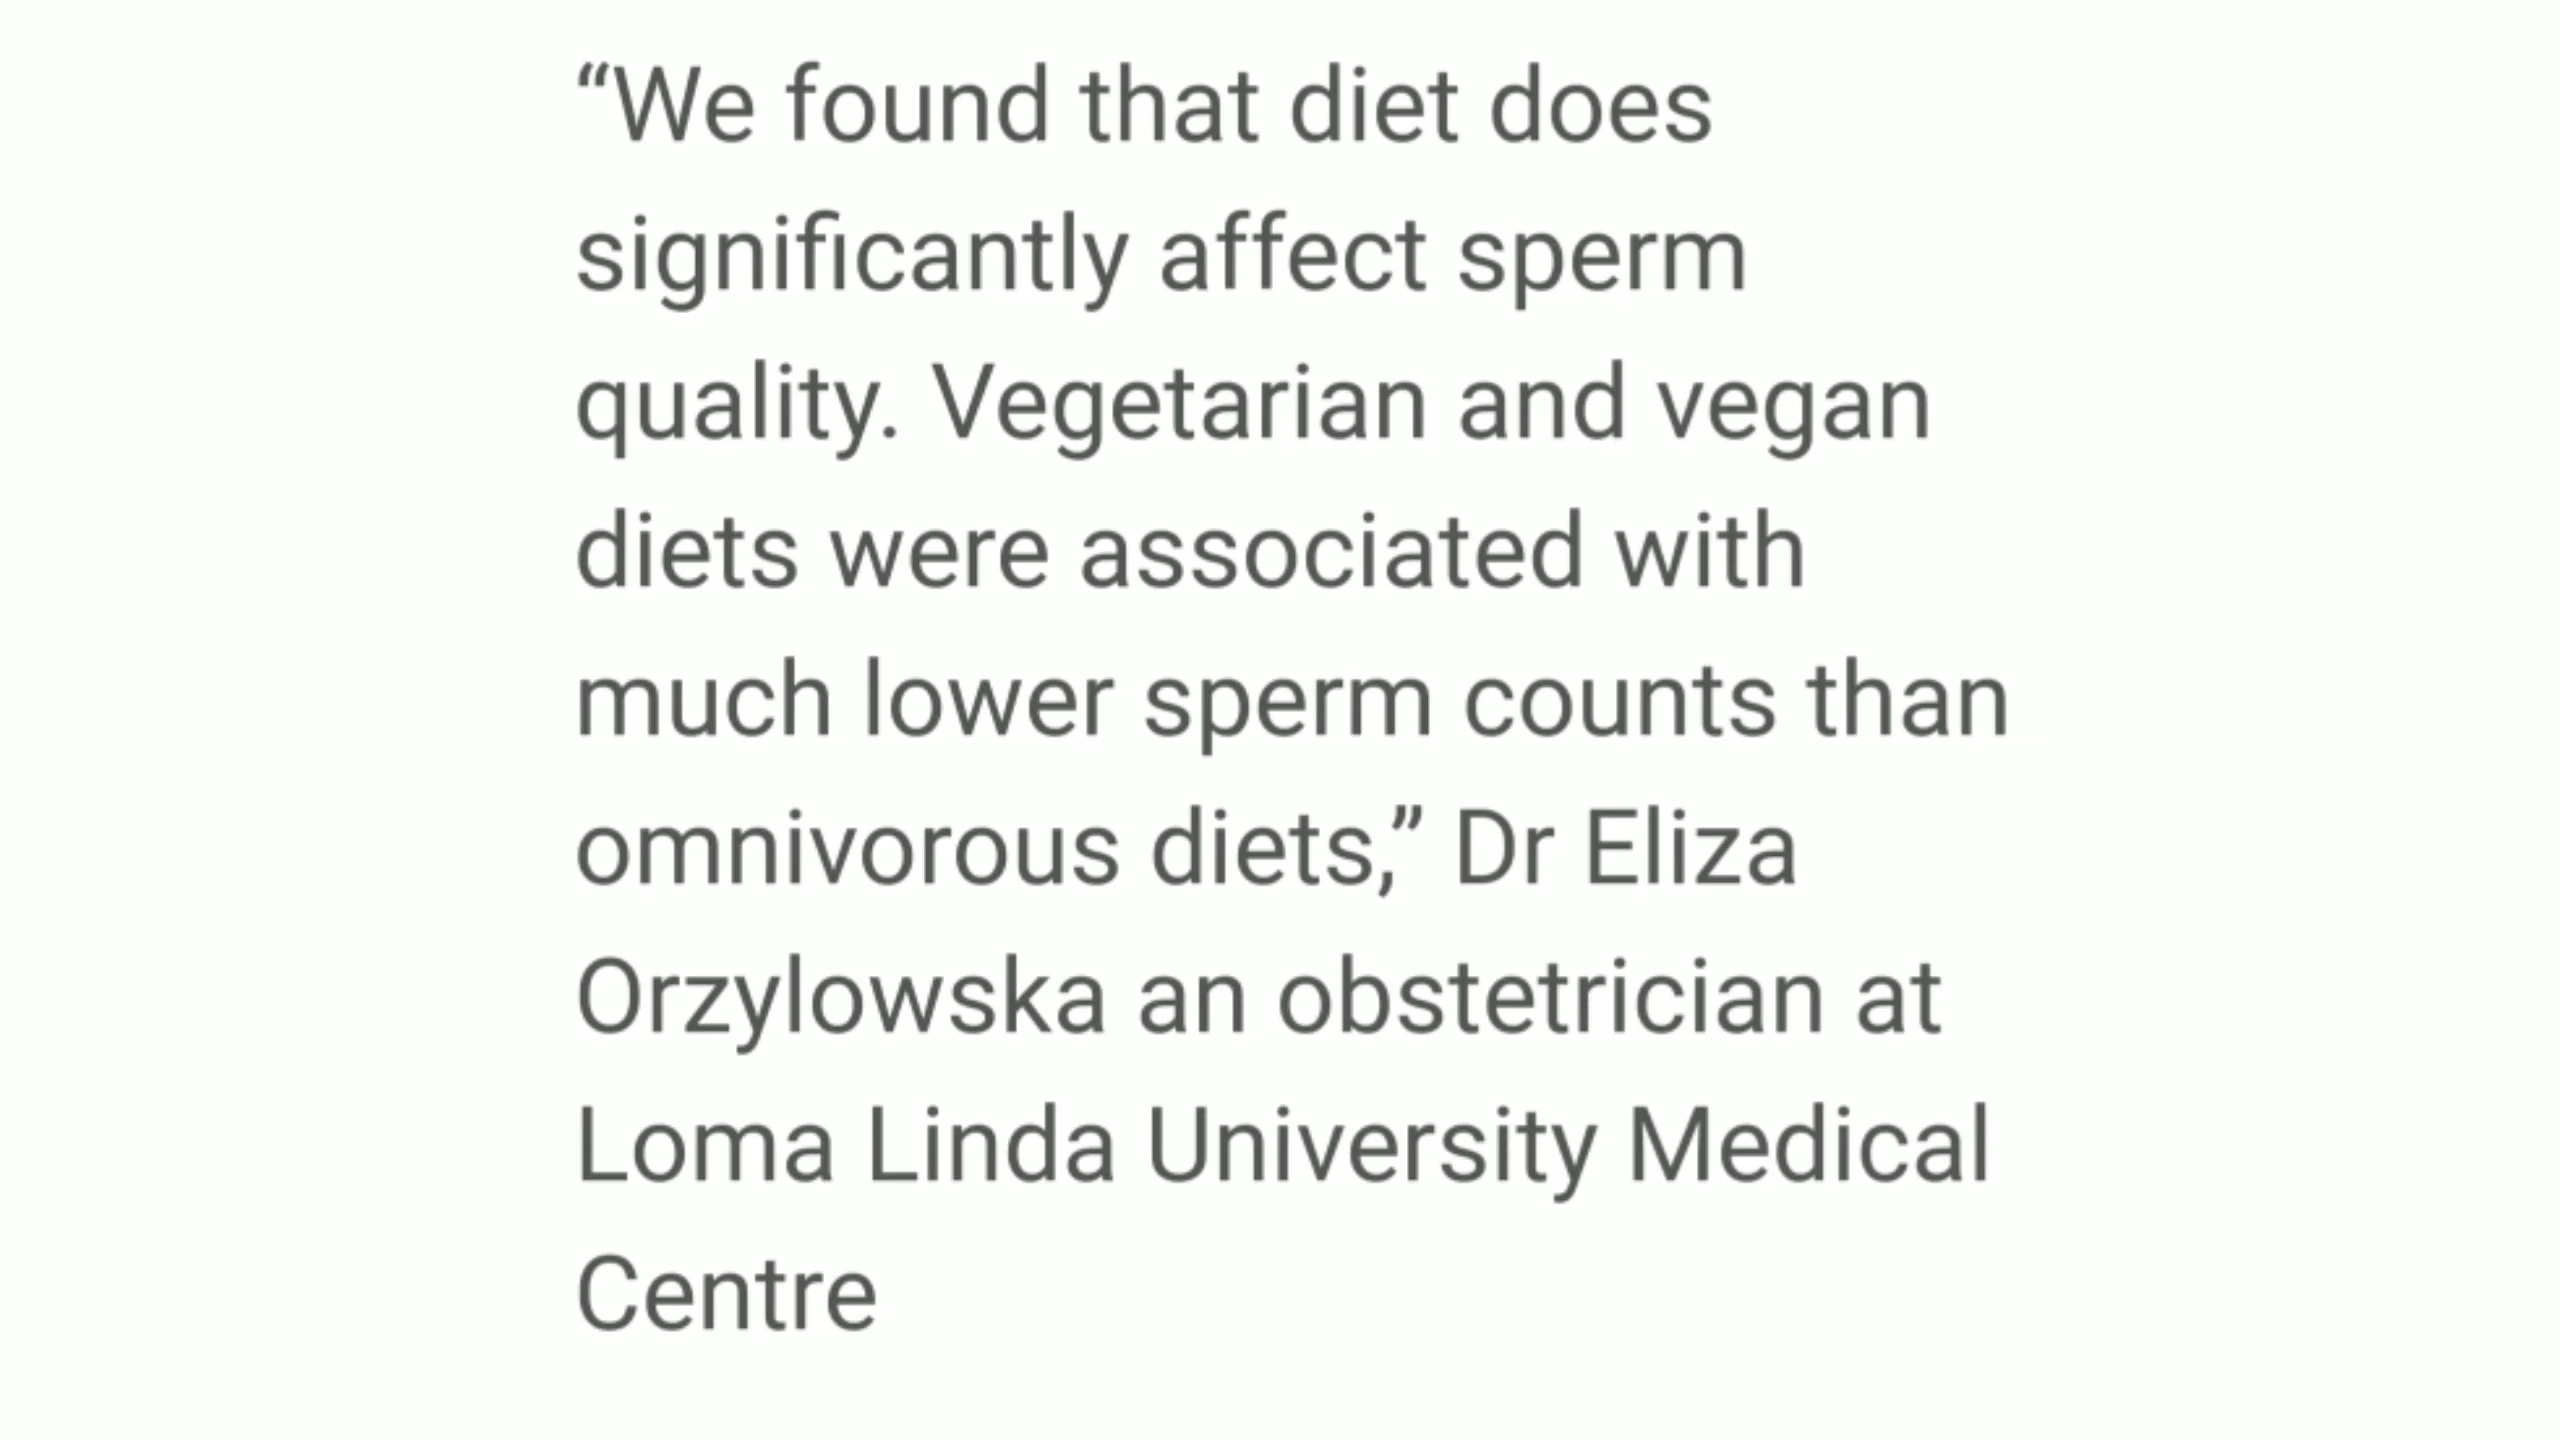 “We found that diet does
significantly affect sperm
quality. Vegetarian and vegan
diets were associated with
much lower sperm counts than
omnivorous diets,” Dr Eliza
Orzylowska an obstetrician at
Loma Linda University Medical
Centre